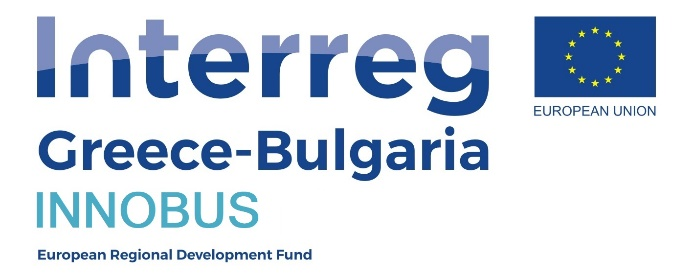 Interreg
EUROPEAN UNION
Greece-Bulgaria
INNOBUS
European Regional Development Fund